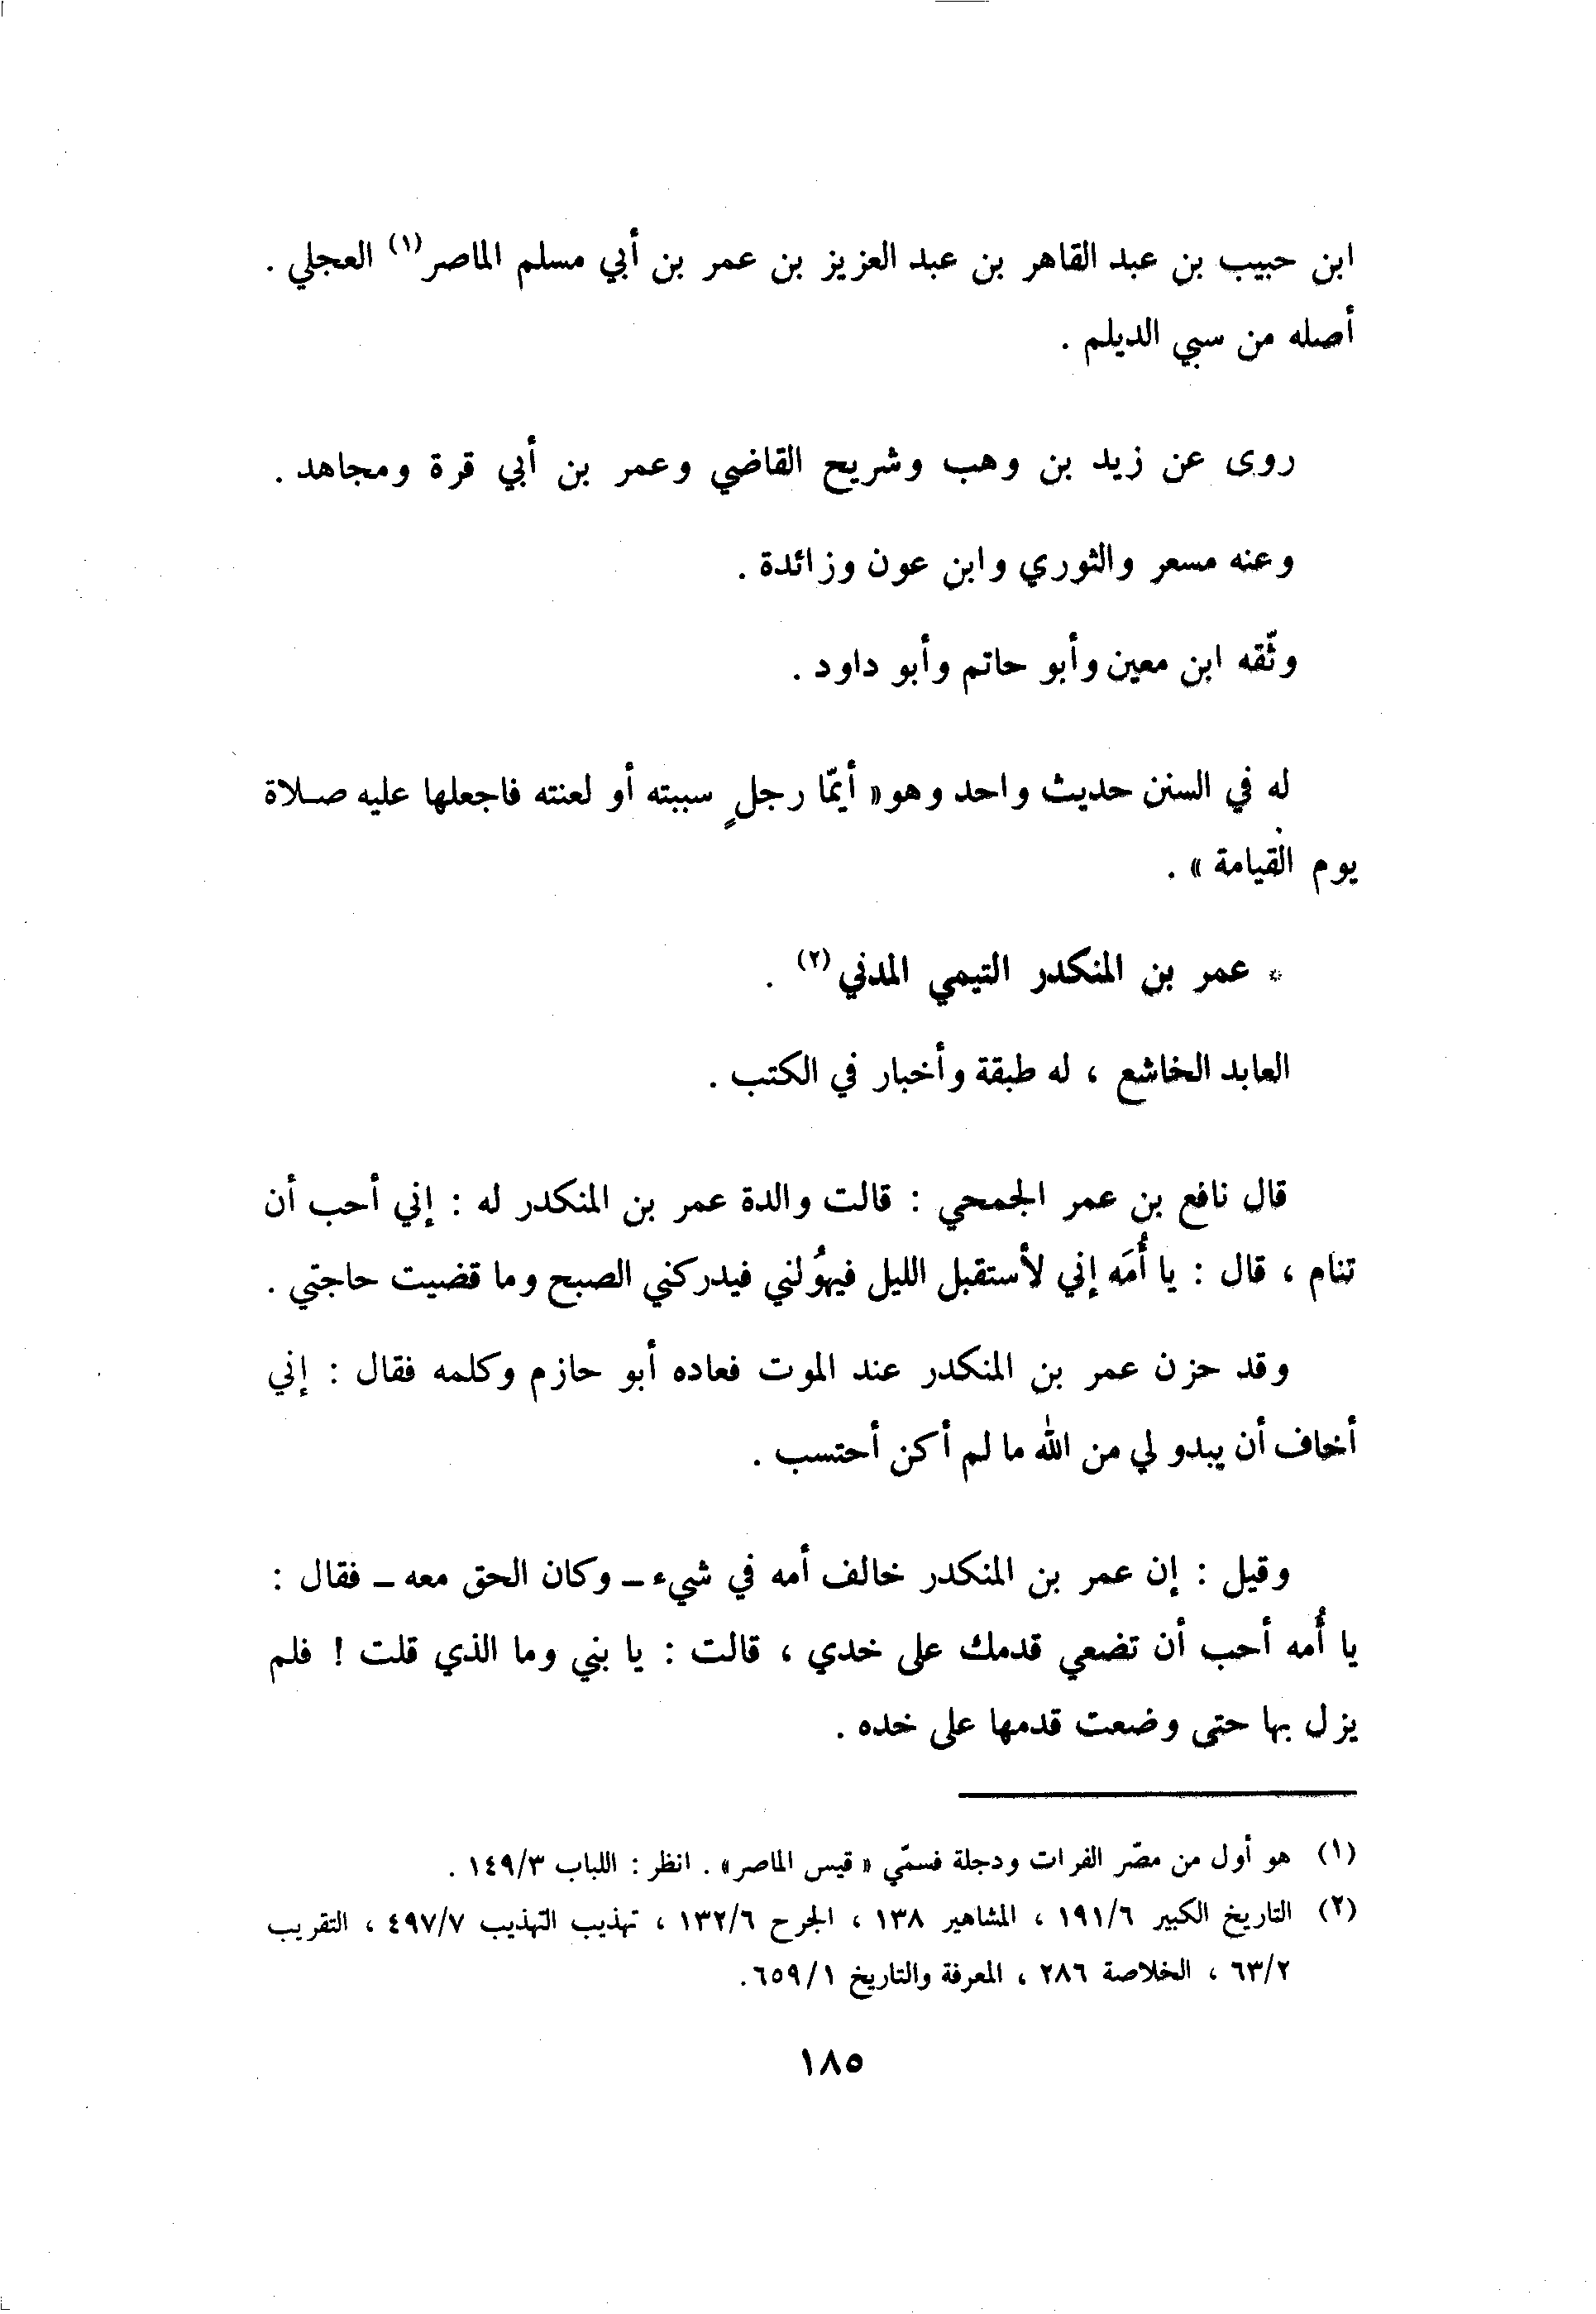 ابن حبيب بن عبد القاهر بن عبد العزيز بن عمر بن أبي مسلم الماصر(١) العجلي .
أصله من سبي الديلم .
روى عن زيد بن وهب وشريح القاضي وعمر بن أبي قرة ومجاهد .
وعنه مسعر والثوري وابن عون وزائدة .
وثّقه ابن معين وأبو حاتم وأبو داود .
له في السنن حديث واحد وهو « أيّما رجلٍ سببته أو لعنته فاجعلها عليه صلاة
يوم القيامة » .
* عمر بن المنكدر التيمي المدني(٢) .
العابد الخاشع ، له طبقة وأخبار في الكتب .
قال نافع بن عمر الجمحي : قالت والدة عمر بن المنكدر له : إني أحب أن
تنام ، قال : يا أُمَه إني لأستقبل الليل فيهُولني فيدركني الصبح وما قضيت حاجتي .
وقد حزن عمر بن المنكدر عند الموت فعاده أبو حازم وكلمه فقال : إني
أخاف أن يبدو لي من الله ما لم أكن أحتسب .
وقيل : إن عمر بن المنكدر خالف أمه في شيء ـ وكان الحق معه ـ فقال :
يا أُمه أحب أن تضعي قدمك على خدي ، قالت : يا بني وما الذي قلت ! فلم
يزل بها حتى وضعت قدمها على خده .
(١) هو أول من مصّر الفرات ودجلة فسمّي « قيس الماصر » . انظر : اللباب ١٤٩/٣ .
(٢) التاريخ الكبير ١٩١/٦ ، المشاهير ١٣٨ ، الجرح ١٣٢/٦ ، تهذيب التهذيب ٤٩٧/٧ ، التقريب
٦٣/٢ ، الخلاصة ٢٨٦ ، المعرفة والتاريخ ٦٥٩/١.
١٨٥